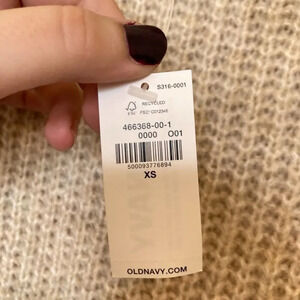 S316-0001
FSC
RECYCLED
466368-00-1
0000 O01
500093776894
XS
OLDNAVY.COM